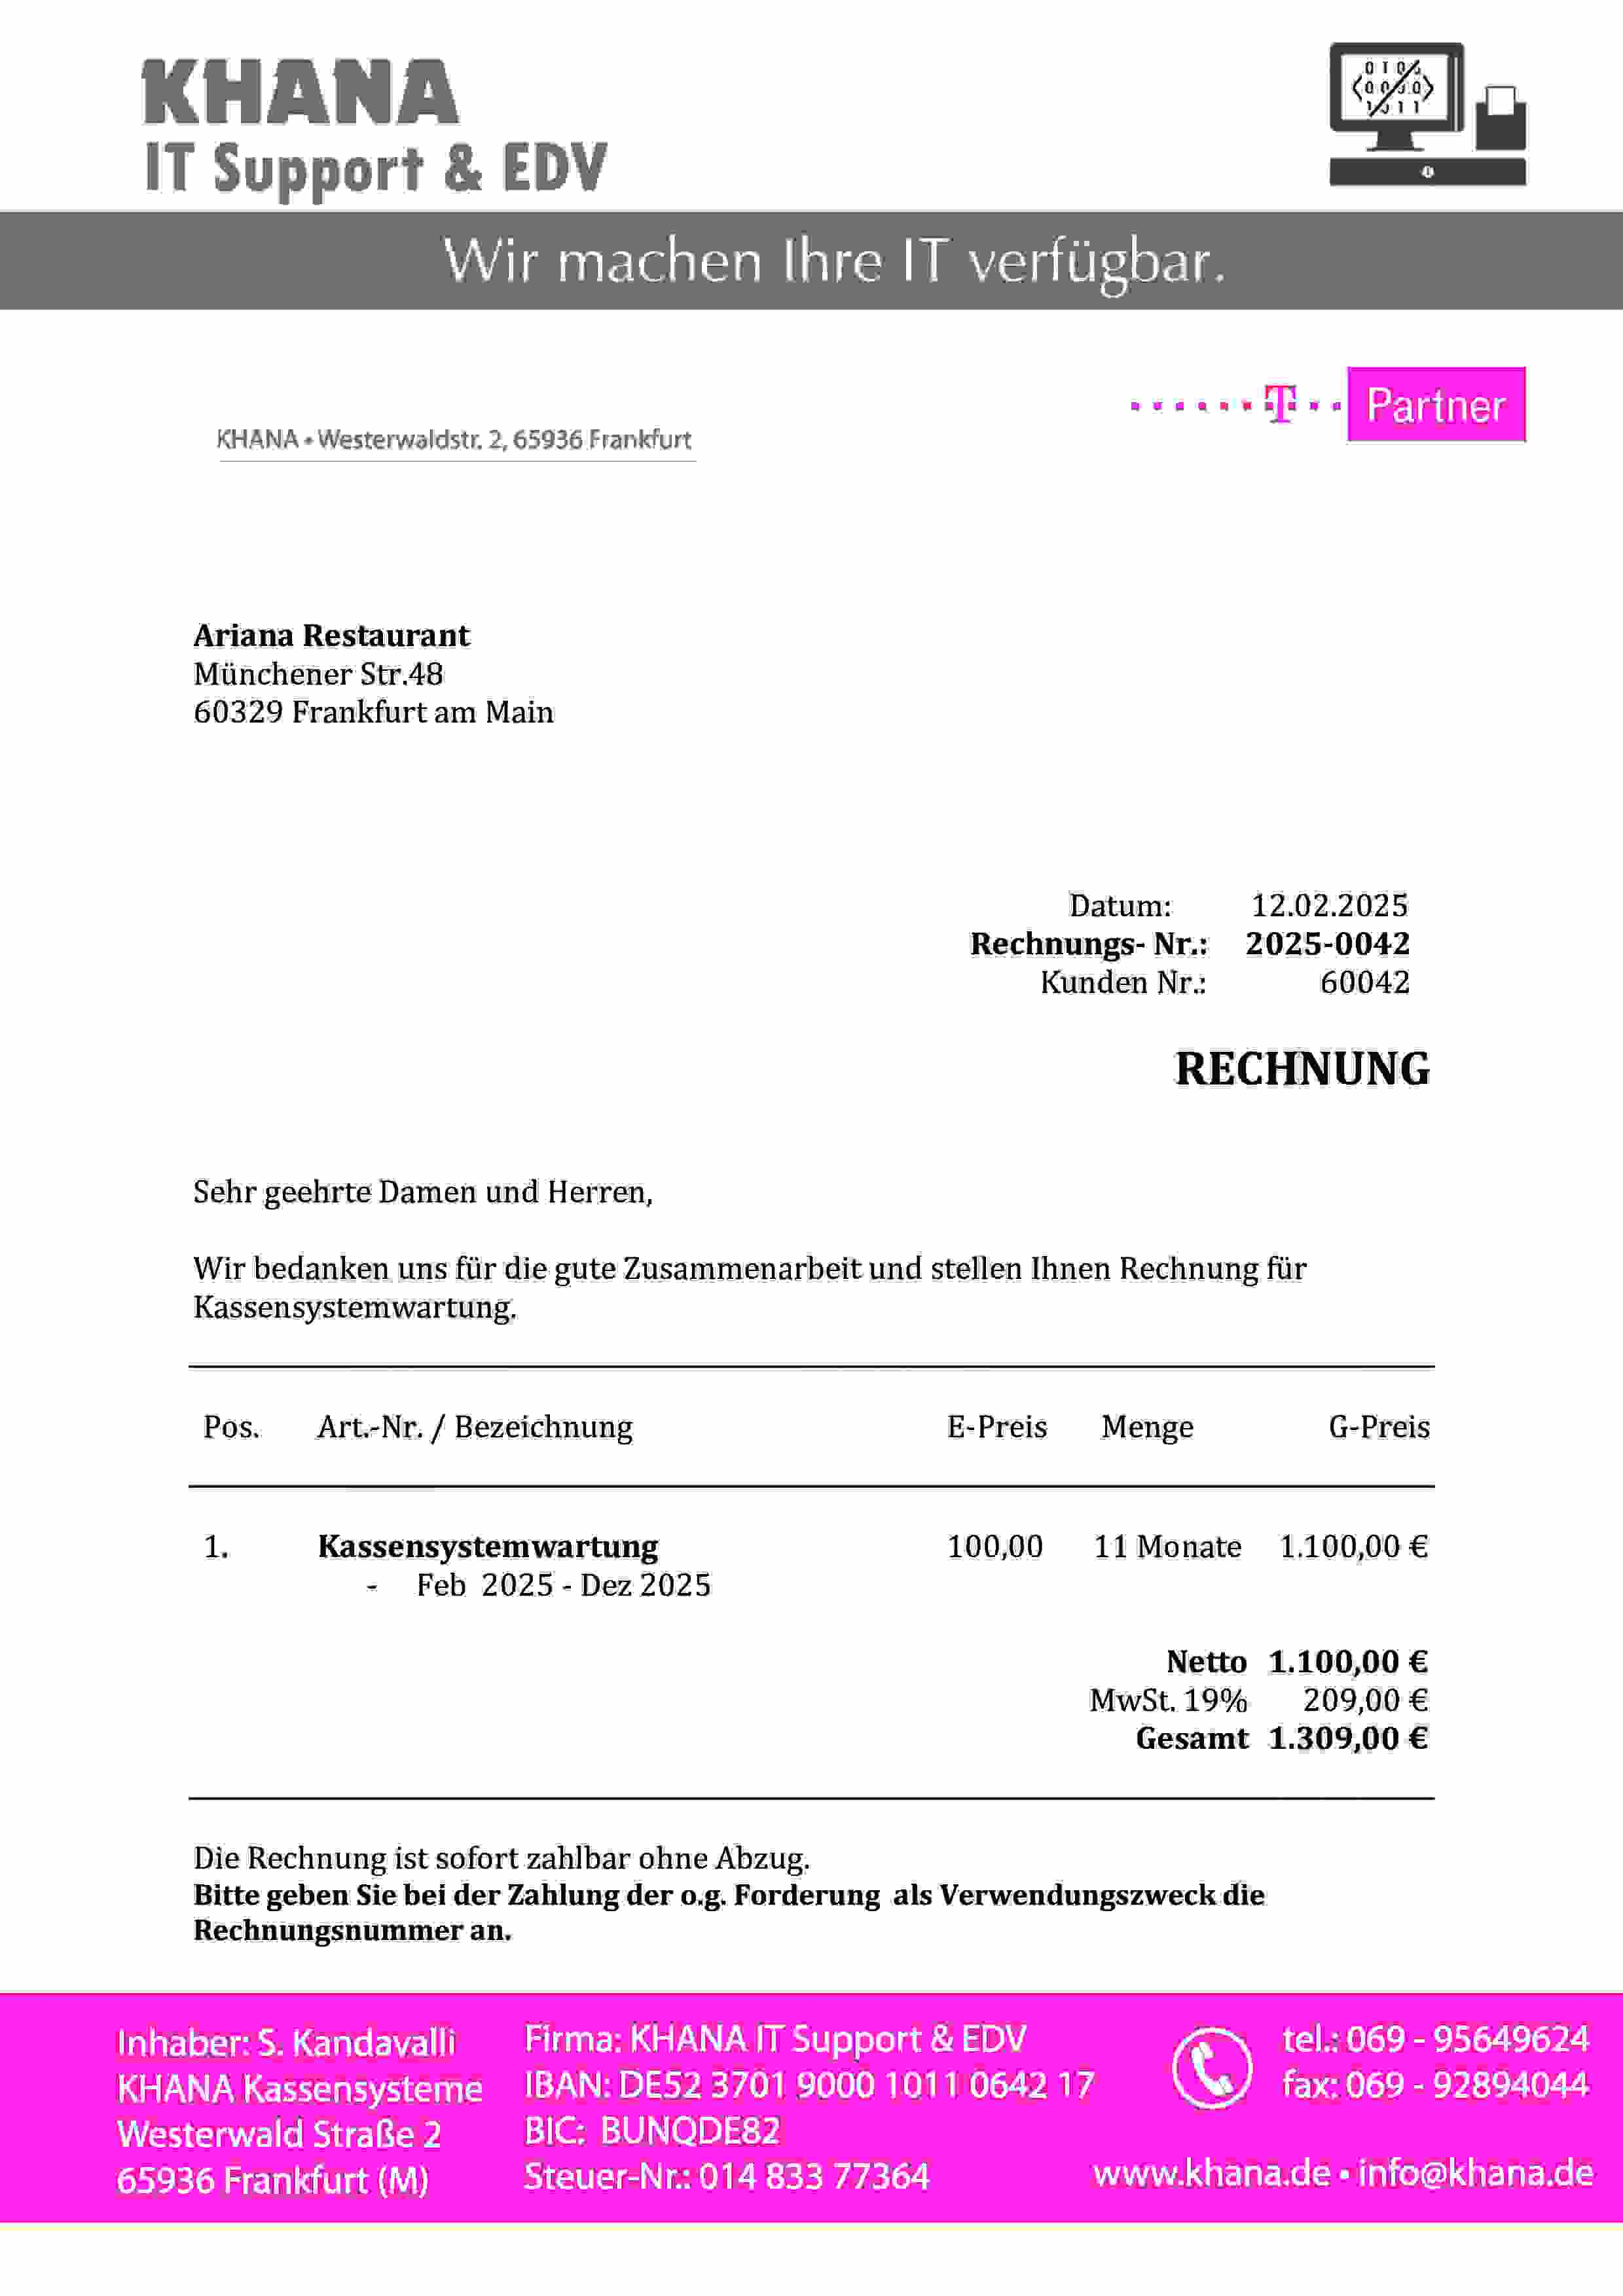 KHANA
IT Support & EDV
Wir machen Ihre IT verfügbar.
T Partner
KHANA • Westerwaldstr. 2, 65936 Frankfurt
Ariana Restaurant
Münchener Str.48
60329 Frankfurt am Main
Datum: 12.02.2025
Rechnungs- Nr.: 2025-0042
Kunden Nr.: 60042
RECHNUNG
Sehr geehrte Damen und Herren,
Wir bedanken uns für die gute Zusammenarbeit und stellen Ihnen Rechnung für
Kassensystemwartung.
Pos. Art.-Nr. / Bezeichnung E-Preis Menge G-Preis
1. Kassensystemwartung 100,00 11 Monate 1.100,00 €
- Feb 2025 - Dez 2025
Netto 1.100,00 €
MwSt. 19% 209,00 €
Gesamt 1.309,00 €
Die Rechnung ist sofort zahlbar ohne Abzug.
Bitte geben Sie bei der Zahlung der o.g. Forderung als Verwendungszweck die
Rechnungsnummer an.
Inhaber: S. Kandavalli
KHANA Kassensysteme
Westerwald Straße 2
65936 Frankfurt (M)
Firma: KHANA IT Support & EDV
IBAN: DE52 3701 9000 1011 0642 17
BIC: BUNQDE82
Steuer-Nr.: 014 833 77364
tel.: 069 - 95649624
fax: 069 - 92894044
www.khana.de • info@khana.de